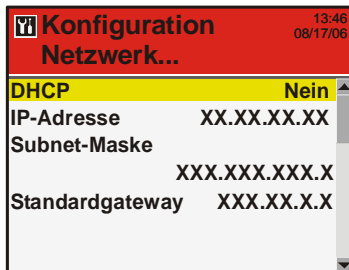 Konfiguration
Netzwerk...
13:46
08/17/06
DHCP Nein
IP-Adresse XX.XX.XX.XX
Subnet-Maske
XXX.XXX.XXX.X
Standardgateway XXX.XX.X.X